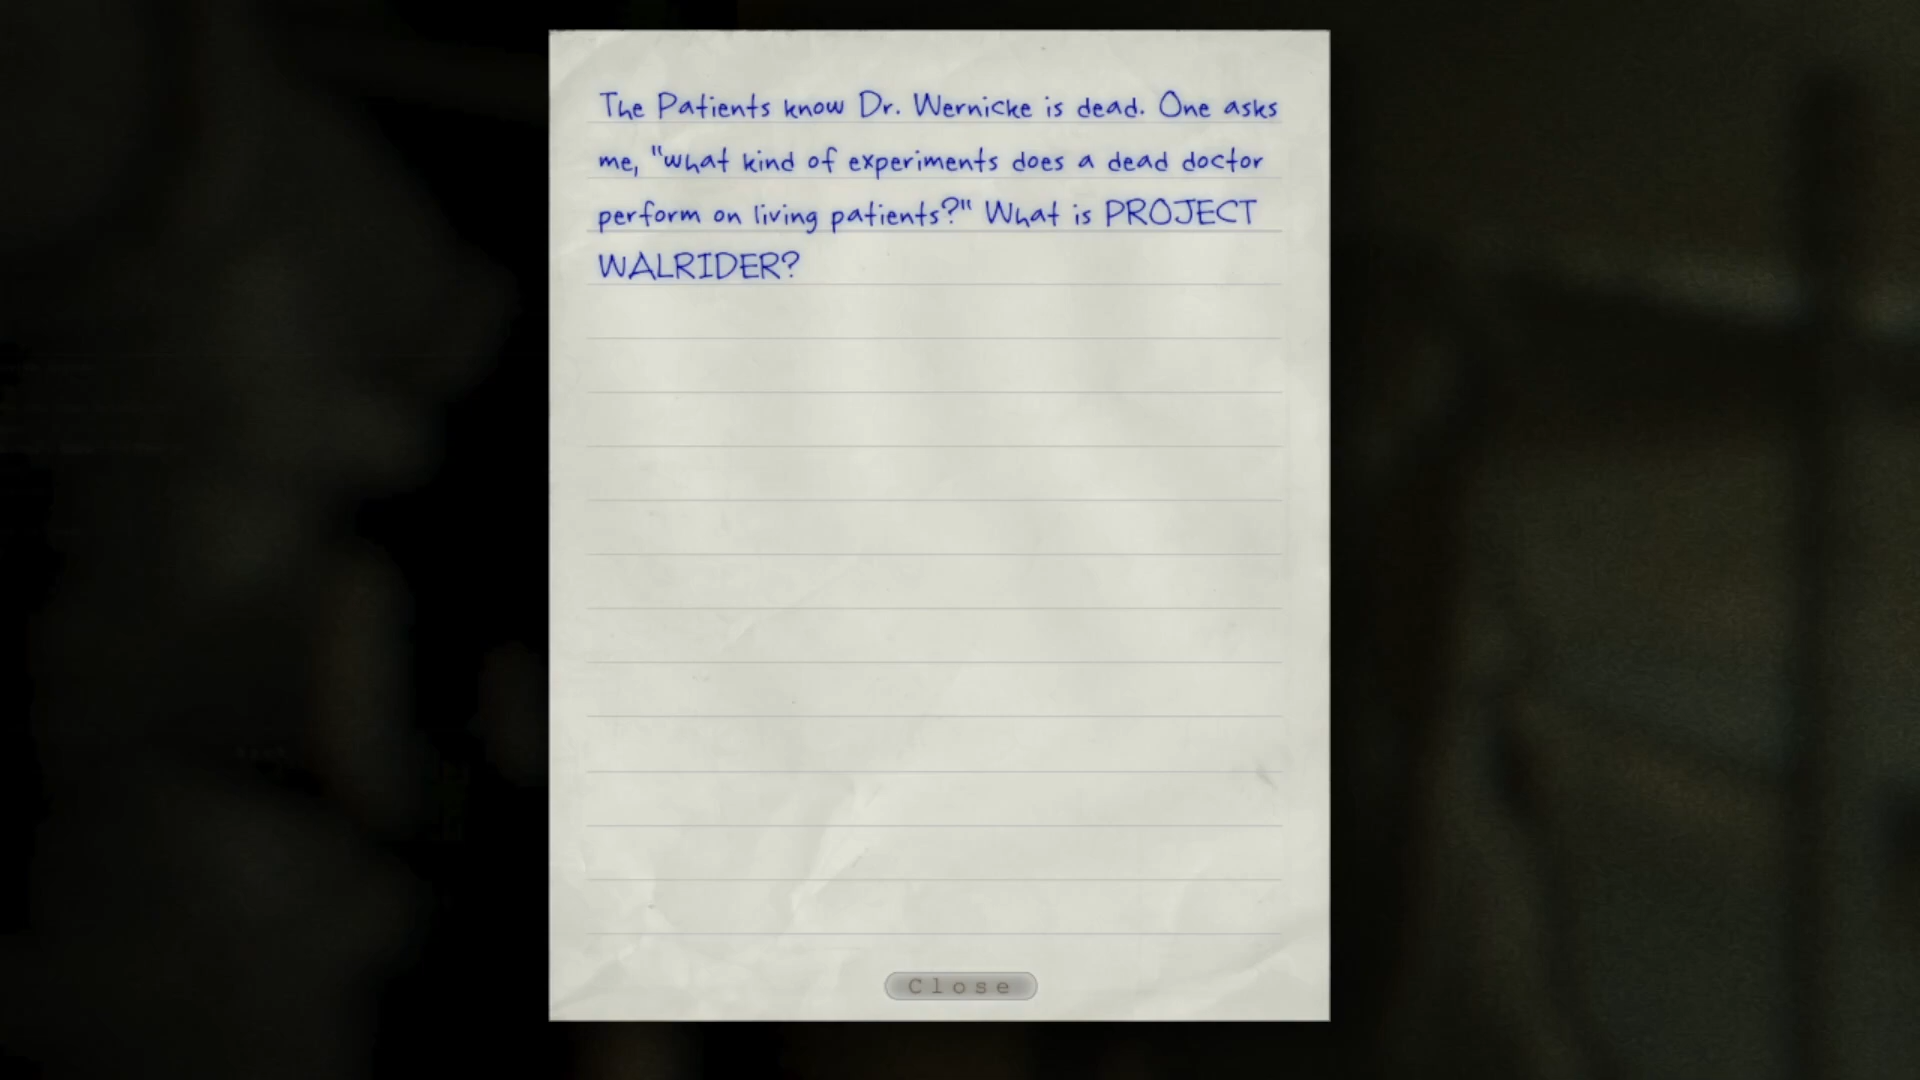 The Patients know Dr. Wernicke is dead. One asks
me, "what kind of experiments does a dead doctor
perform on living patients?" What is PROJECT
WALRIDER?
Close